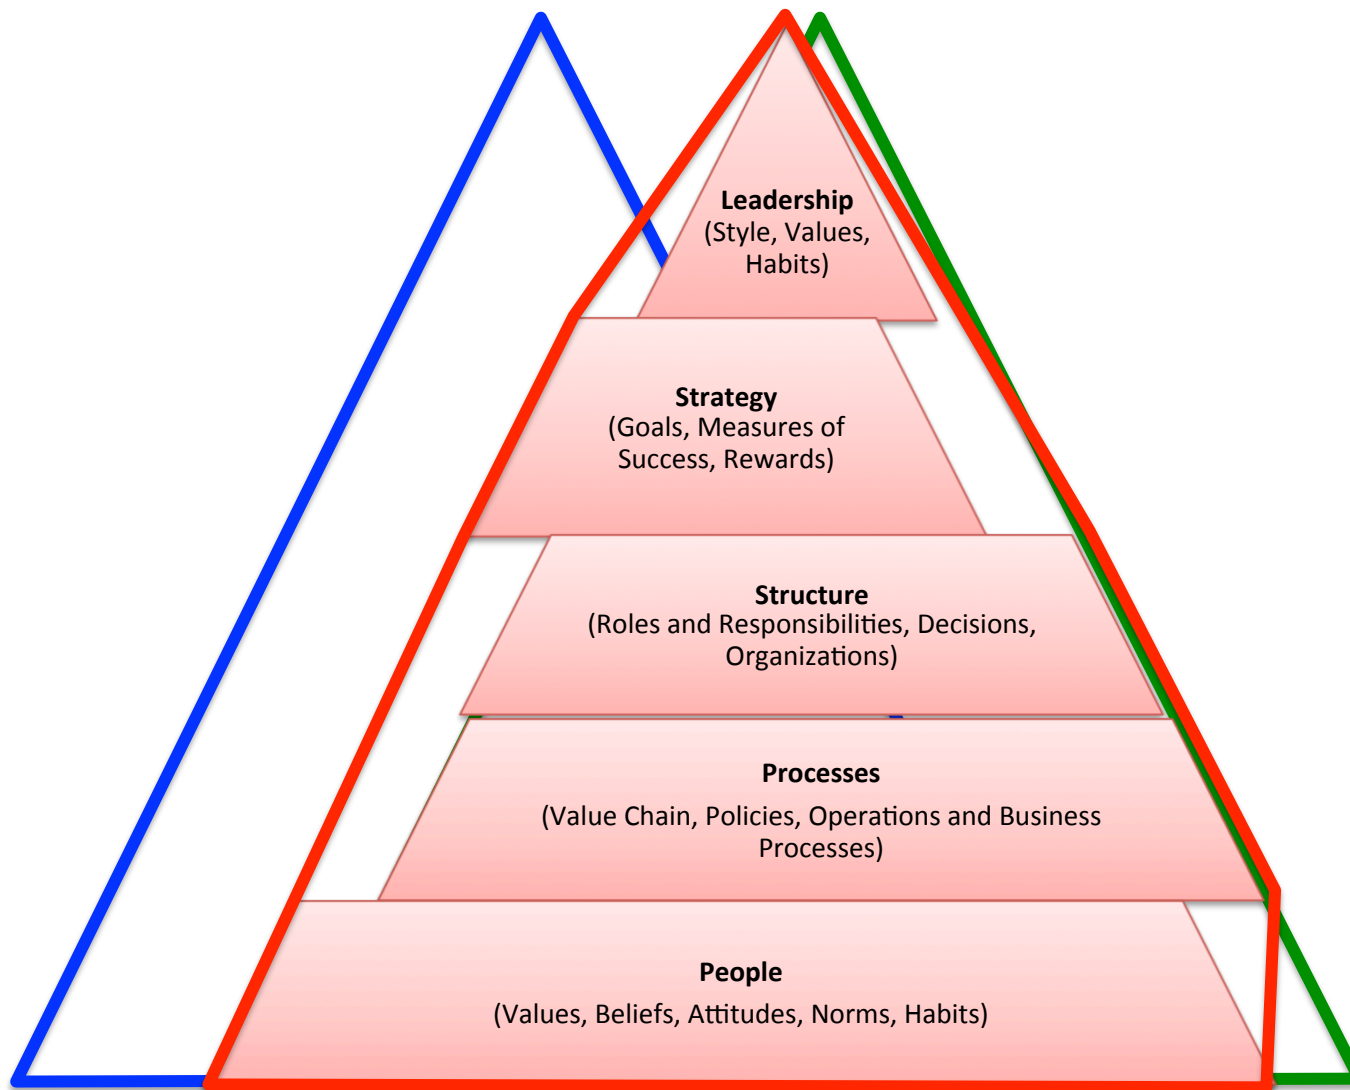 Leadership
(Style, Values,
Habits)
Strategy
(Goals, Measures of
Success, Rewards)
Structure
(Roles and Responsibilities, Decisions,
Organizations)
Processes
(Value Chain, Policies, Operations and Business
Processes)
People
(Values, Beliefs, Attitudes, Norms, Habits)